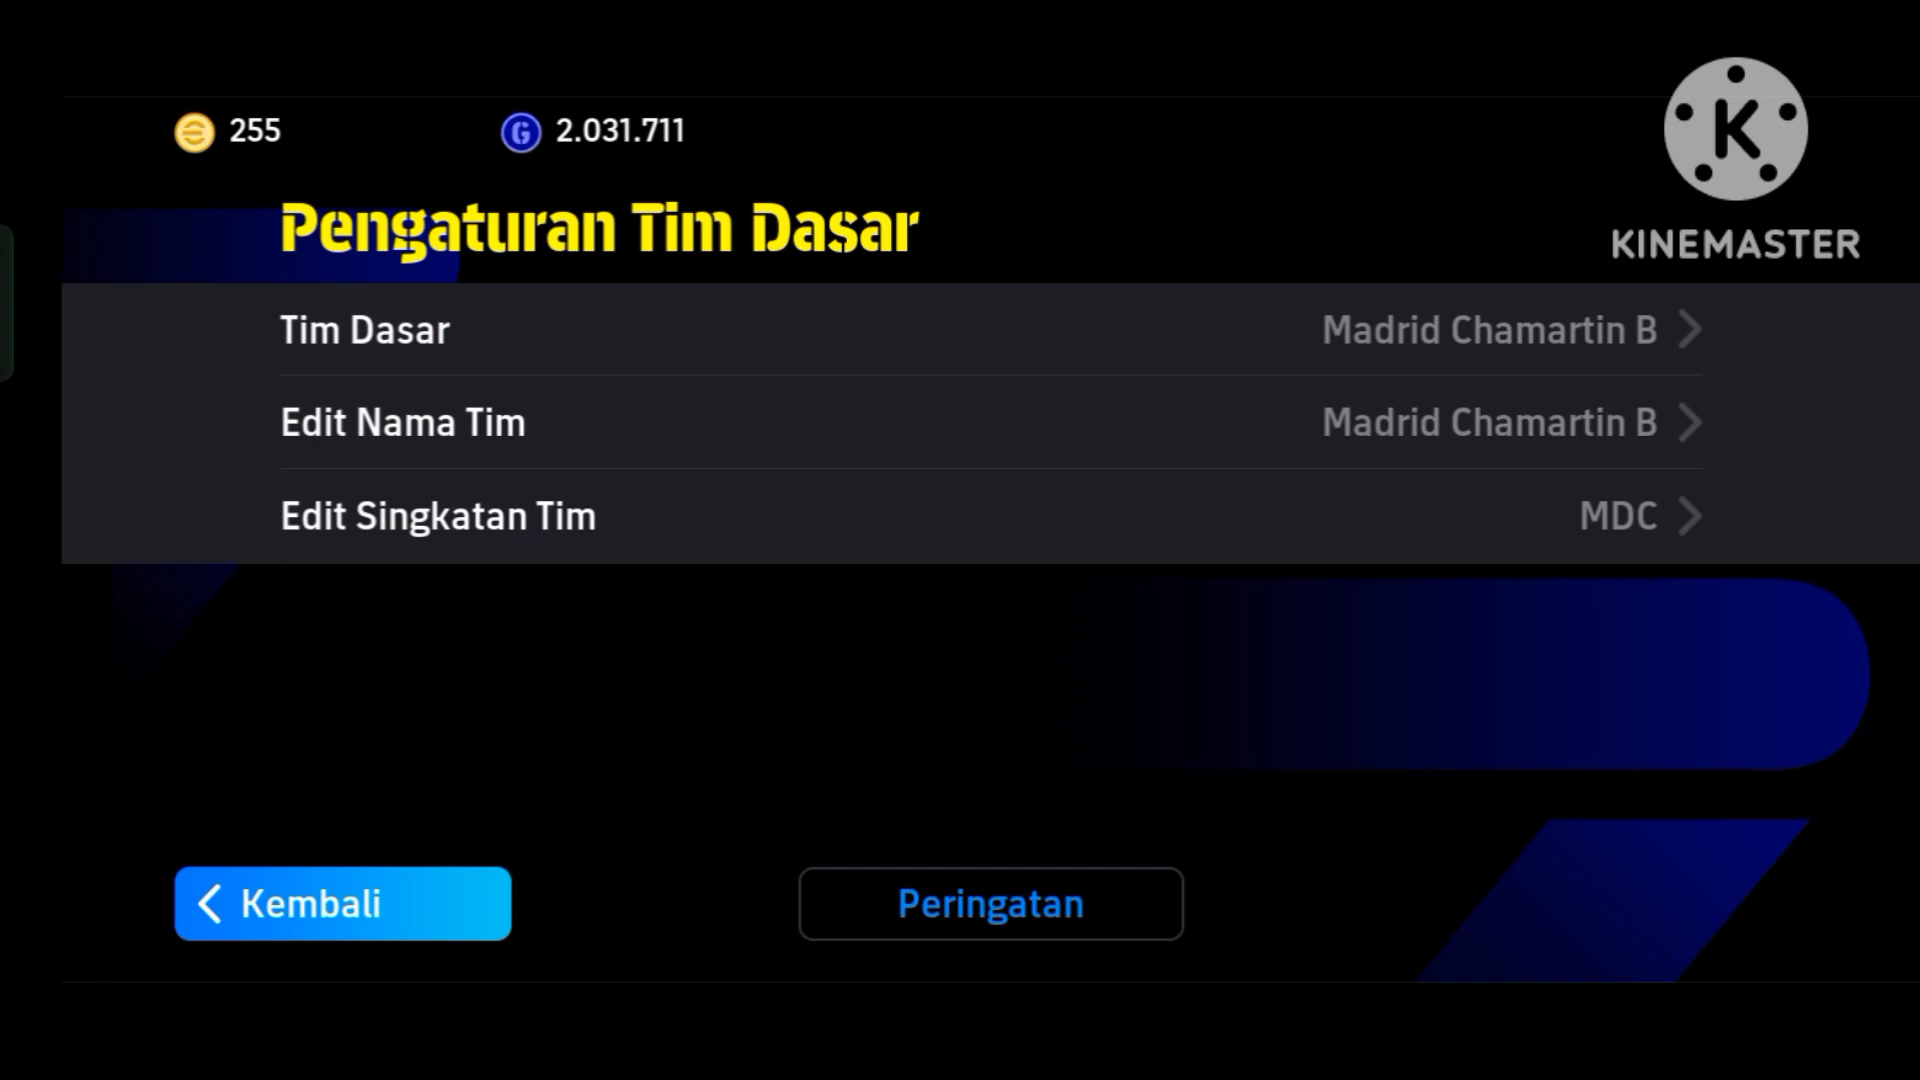 255
2.031.711
K
KINEMASTER
Pengaturan Tim Dasar
Tim Dasar Madrid Chamartin B
Edit Nama Tim Madrid Chamartin B
Edit Singkatan Tim MDC
Kembali
Peringatan